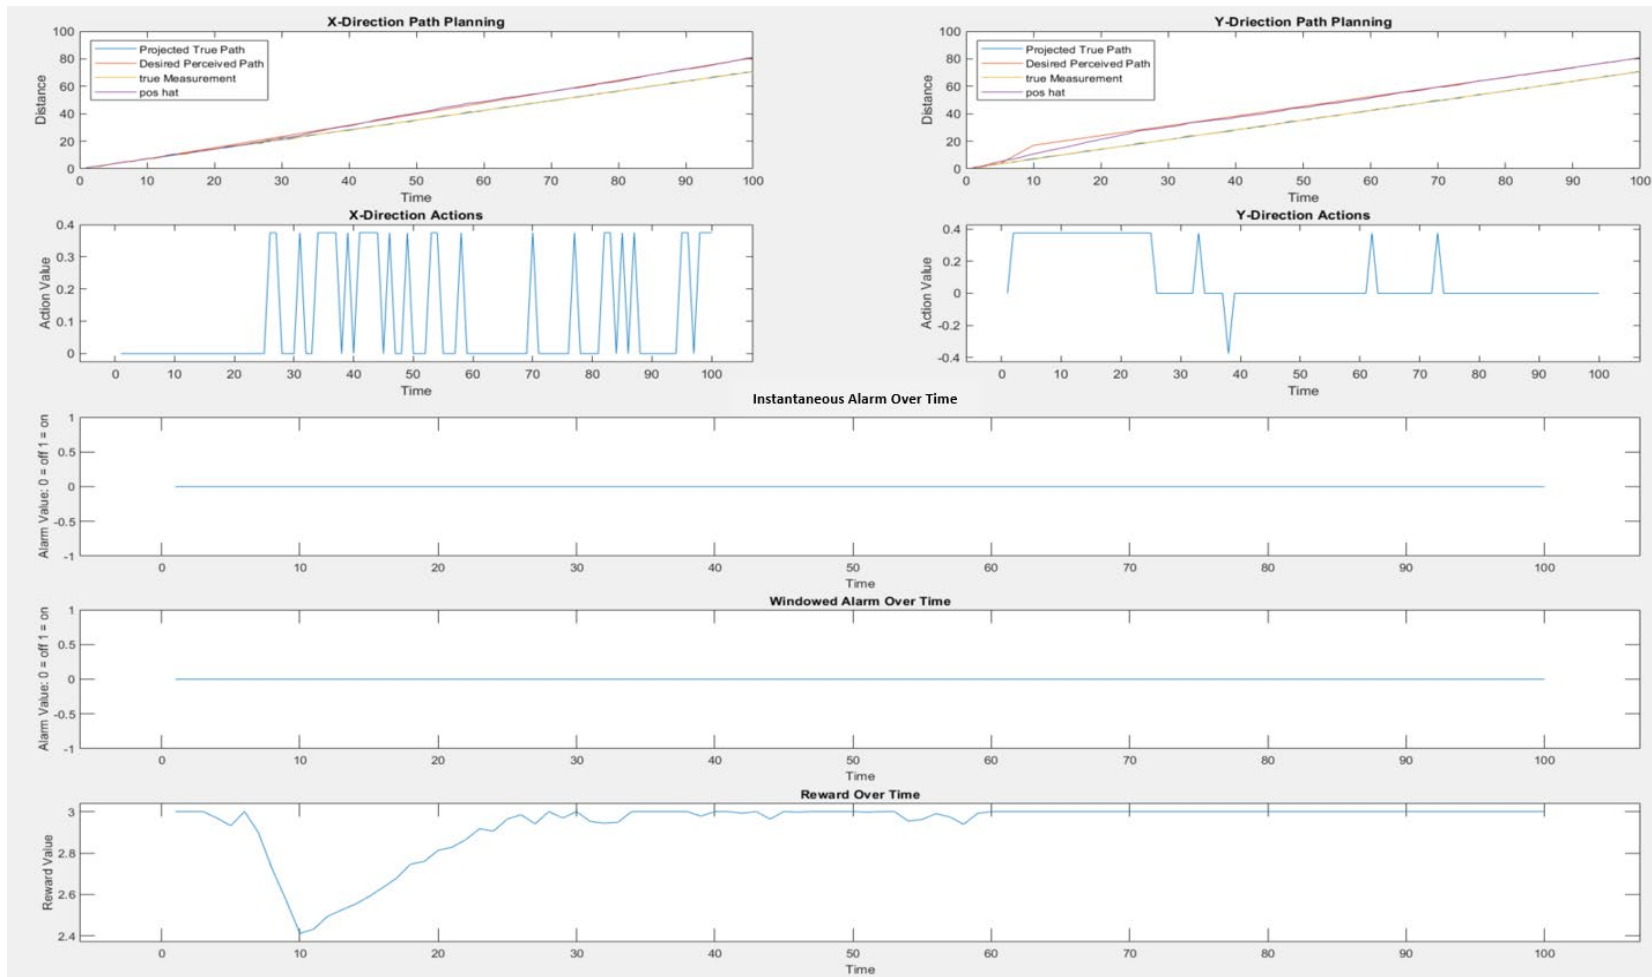 X-Direction Path Planning
100
80
60
40
20
0
Distance
Projected True Path
Desired Perceived Path
true Measurement
pos hat
0 10 20 30 40 50 60 70 80 90 100
Time
Y-Driection Path Planning
100
80
60
40
20
0
Distance
Projected True Path
Desired Perceived Path
true Measurement
pos hat
0 10 20 30 40 50 60 70 80 90 100
Time
X-Direction Actions
0.4
0.3
0.2
0.1
0
Action Value
0 10 20 30 40 50 60 70 80 90 100
Time
Y-Direction Actions
0.4
0.2
0
-0.2
-0.4
Action Value
0 10 20 30 40 50 60 70 80 90 100
Time
Instantaneous Alarm Over Time
Alarm Value: 0 = off 1 = on
1
0.5
0
-0.5
-1
0 10 20 30 40 50 60 70 80 90 100
Time
Windowed Alarm Over Time
Alarm Value: 0 = off 1 = on
1
0.5
0
-0.5
-1
0 10 20 30 40 50 60 70 80 90 100
Time
Reward Over Time
Reward Value
3
2.8
2.6
2.4
0 10 20 30 40 50 60 70 80 90 100
Time